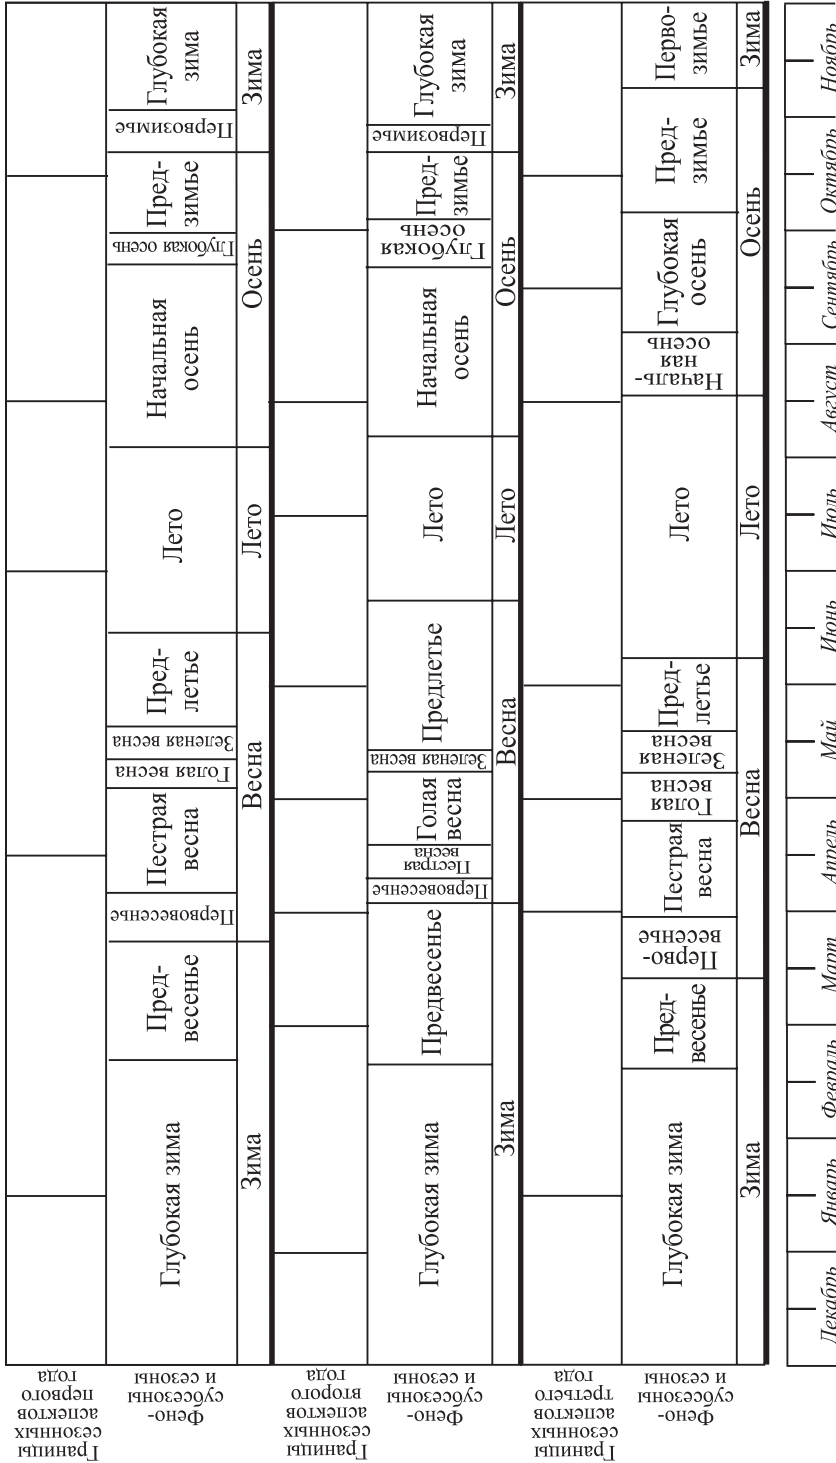 Границы
сезонных
аспектов
первого
года
Фено-
субсезоны
и сезоны
Глубокая зима
Пред-
весенье
Первовесенье
Пестрая
весна
Голая весна
Зеленая весна
Пред-
летье
Лето
Начальная
осень
Глубокая осень
Пред-
зимье
Первозимье
Глубокая
зима
Зима
Весна
Лето
Осень
Зима
Границы
сезонных
аспектов
второго
года
Фено-
субсезоны
и сезоны
Глубокая зима
Предвесенье
Первовесенье
Пестрая
весна
Голая
весна
Зеленая весна
Предлетье
Лето
Начальная
осень
Глубокая
осень
Пред-
зимье
Первозимье
Глубокая
зима
Зима
Весна
Лето
Осень
Зима
Границы
сезонных
аспектов
третьего
года
Фено-
субсезоны
и сезоны
Глубокая зима
Пред-
весенье
Перво-
весенье
Пестрая
весна
Голая
весна
Зеленая
весна
Пред-
летье
Лето
Началь-
ная
осень
Глубокая
осень
Пред-
зимье
Перво-
зимье
Зима
Весна
Лето
Осень
Зима
Декабрь
Январь
Февраль
Март
Апрель
Май
Июнь
Июль
Август
Сентябрь
Октябрь
Ноябрь